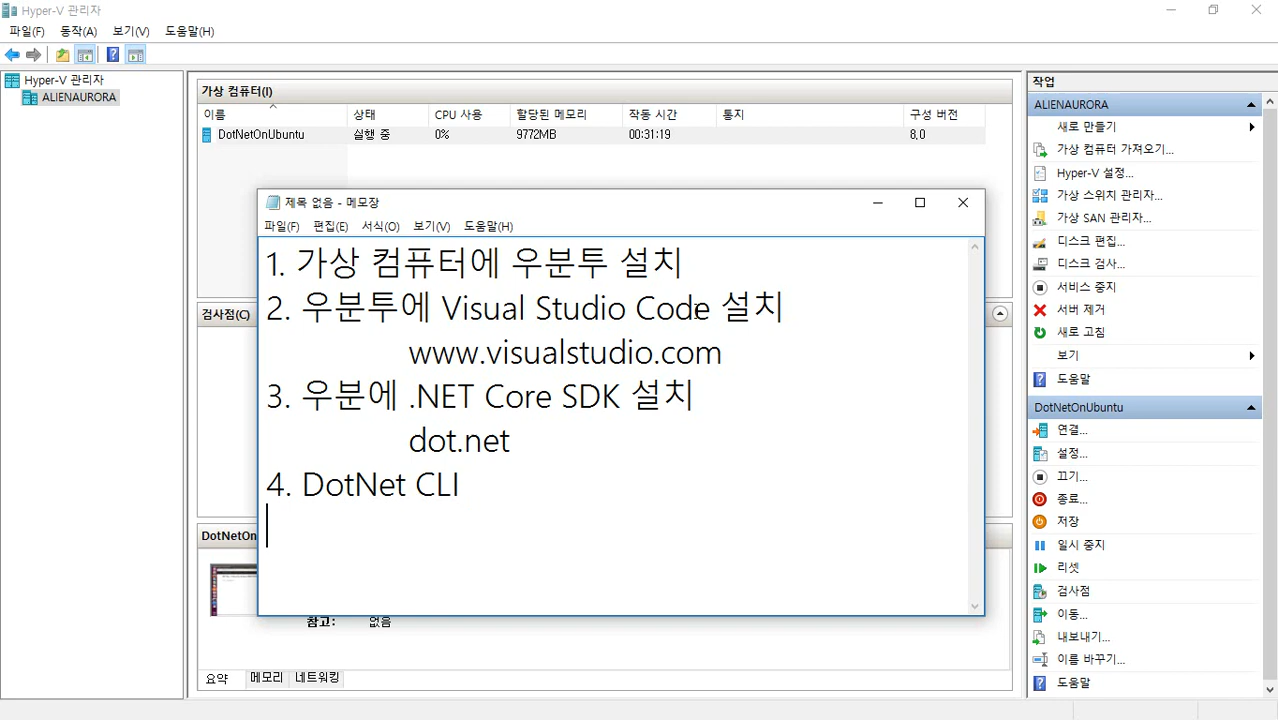 Hyper-V 관리자
파일(F) 동작(A) 보기(V) 도움말(H)
Hyper-V 관리자
ALIENAURORA
가상 컴퓨터(I)
이름 상태 CPU 사용 할당된 메모리 작동 시간 통지 구성 버전
DotNetOnUbuntu 실행 중 0% 9772MB 00:31:19 8.0
제목 없음 - 메모장
파일(F) 편집(E) 서식(O) 보기(V) 도움말(H)
1. 가상 컴퓨터에 우분투 설치
2. 우분투에 Visual Studio Code 설치
www.visualstudio.com
3. 우분에 .NET Core SDK 설치
dot.net
4. DotNet CLI
검사점(C)
DotNetOn
참고: 없음
요약 메모리 네트워킹
작업
ALIENAURORA
새로 만들기
가상 컴퓨터 가져오기...
Hyper-V 설정...
가상 스위치 관리자...
가상 SAN 관리자...
디스크 편집...
디스크 검사...
서비스 중지
서버 제거
새로 고침
보기
도움말
DotNetOnUbuntu
연결...
설정...
끄기...
종료...
저장
일시 중지
리셋
검사점
이동...
내보내기...
이름 바꾸기...
도움말